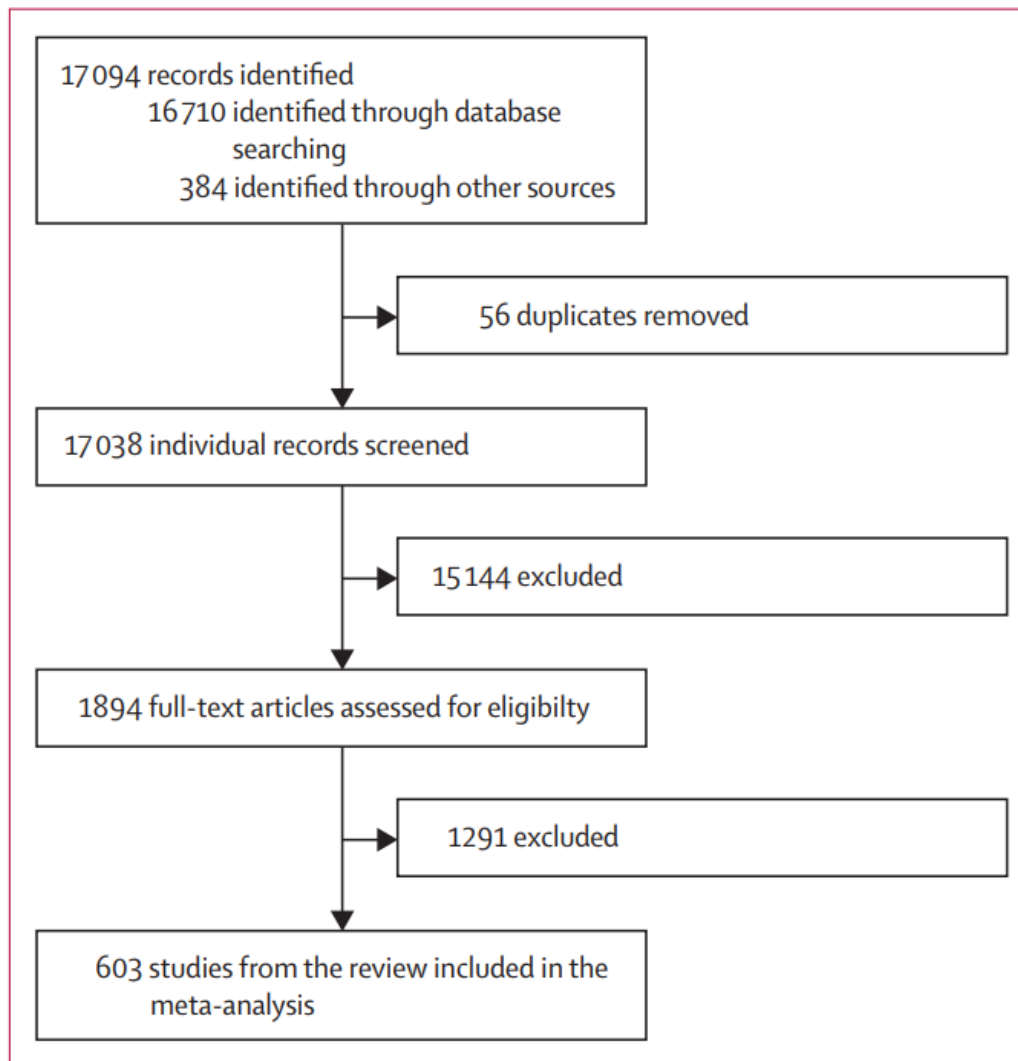 17 094 records identified
16 710 identified through database
searching
384 identified through other sources
56 duplicates removed
17 038 individual records screened
15 144 excluded
1894 full-text articles assessed for eligibilty
1291 excluded
603 studies from the review included in the
meta-analysis